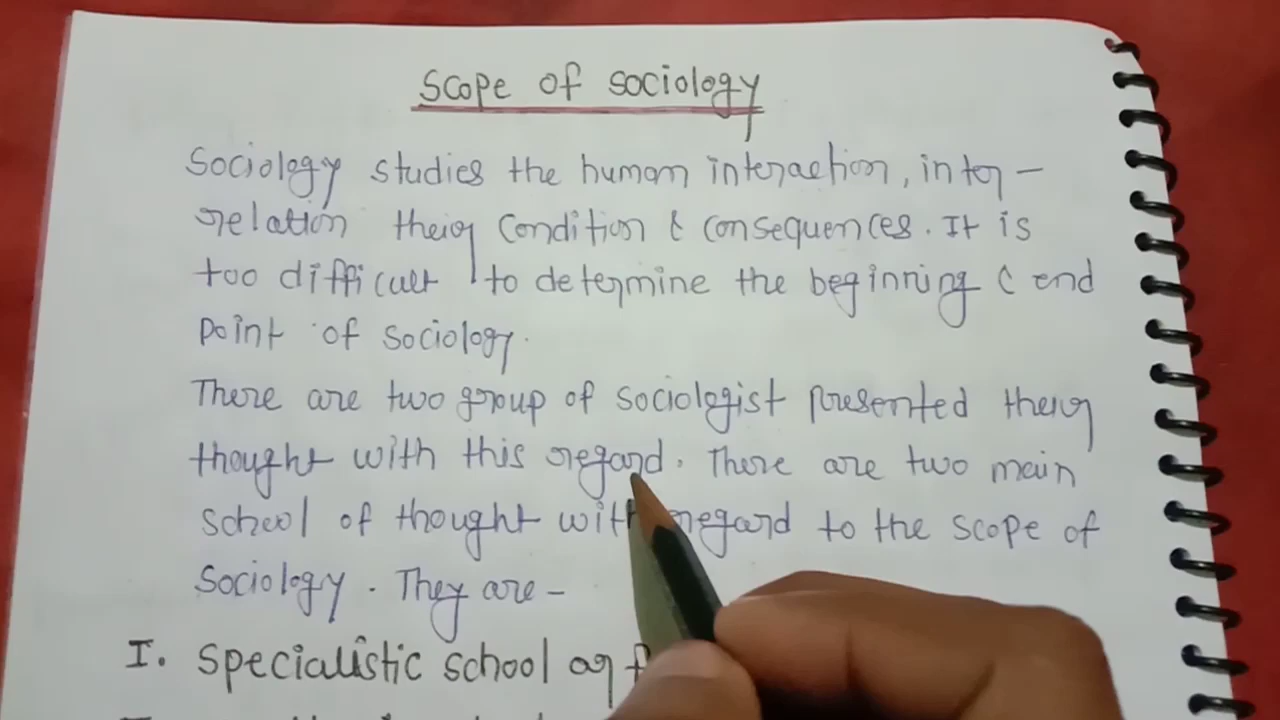 Scope of sociology
Sociology studies the human interaction, inter-
relation their condition & consequences. It is
too difficult to determine the beginning & end
point of sociology.
There are two group of sociologist presented their
thought with this regard. There are two main
school of thought with regard to the scope of
Sociology. They are -
I. Specialistic school or